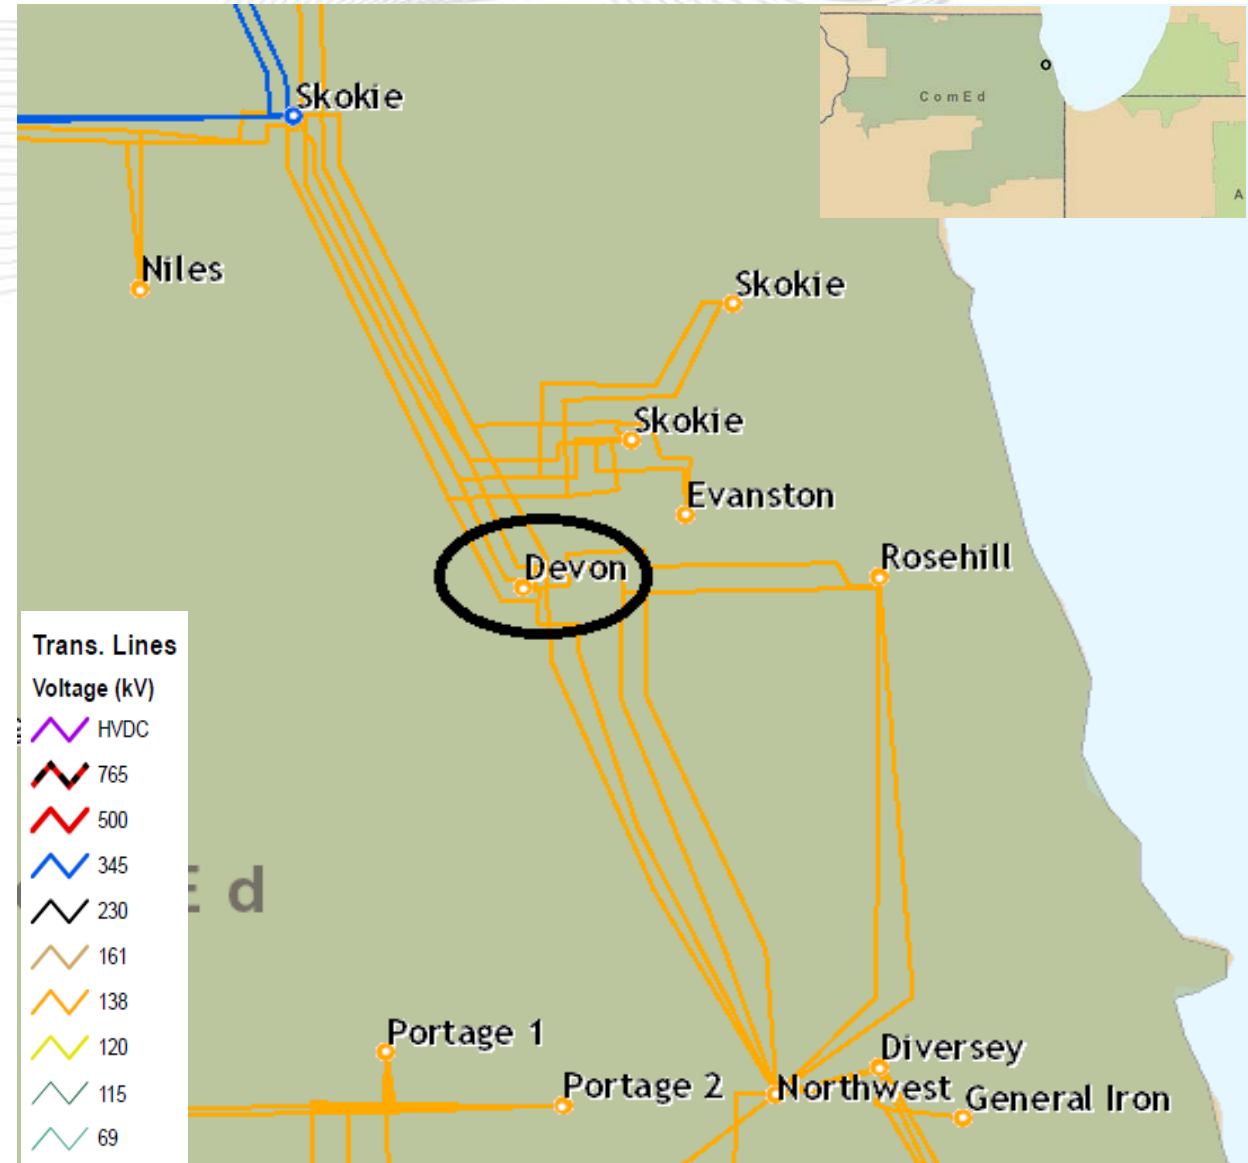 Skokie
ComEd
A
Niles
Skokie
Skokie
Evanston
Devon
Rosehill
Trans. Lines
Voltage (kV)
HVDC
765
500
345
230
161
138
120
115
69
E d
Portage 1
Portage 2
Diversey
Northwest
General Iron